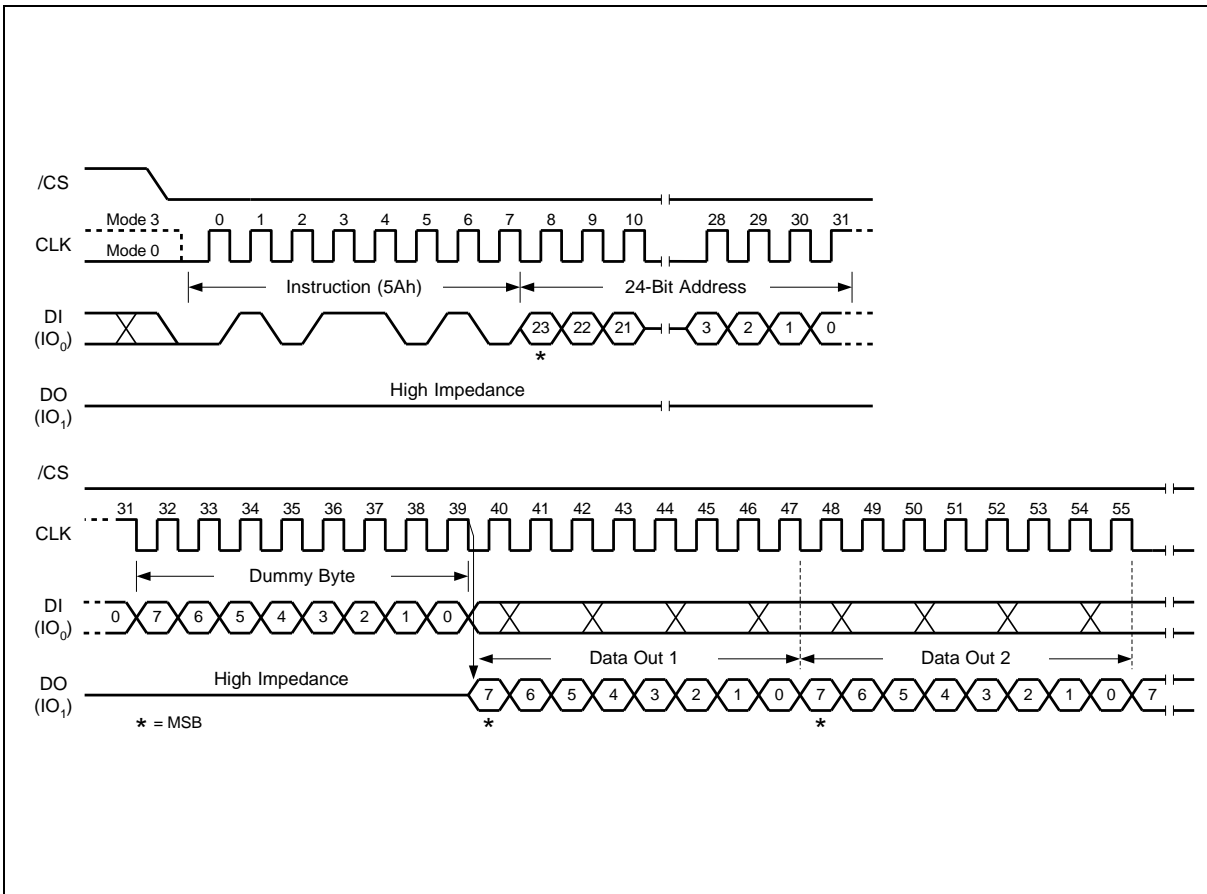 /CS
Mode 3
0 1 2 3 4 5 6 7 8 9 10 28 29 30 31
CLK
Mode 0
Instruction (5Ah) 24-Bit Address
DI
(IO0)
23 22 21 3 2 1 0
*
High Impedance
DO
(IO1)
/CS
31 32 33 34 35 36 37 38 39 40 41 42 43 44 45 46 47 48 49 50 51 52 53 54 55
CLK
Dummy Byte
DI
(IO0)
0 7 6 5 4 3 2 1 0
Data Out 1 Data Out 2
High Impedance
DO
(IO1)
7 6 5 4 3 2 1 0 7 6 5 4 3 2 1 0 7
* = MSB * *